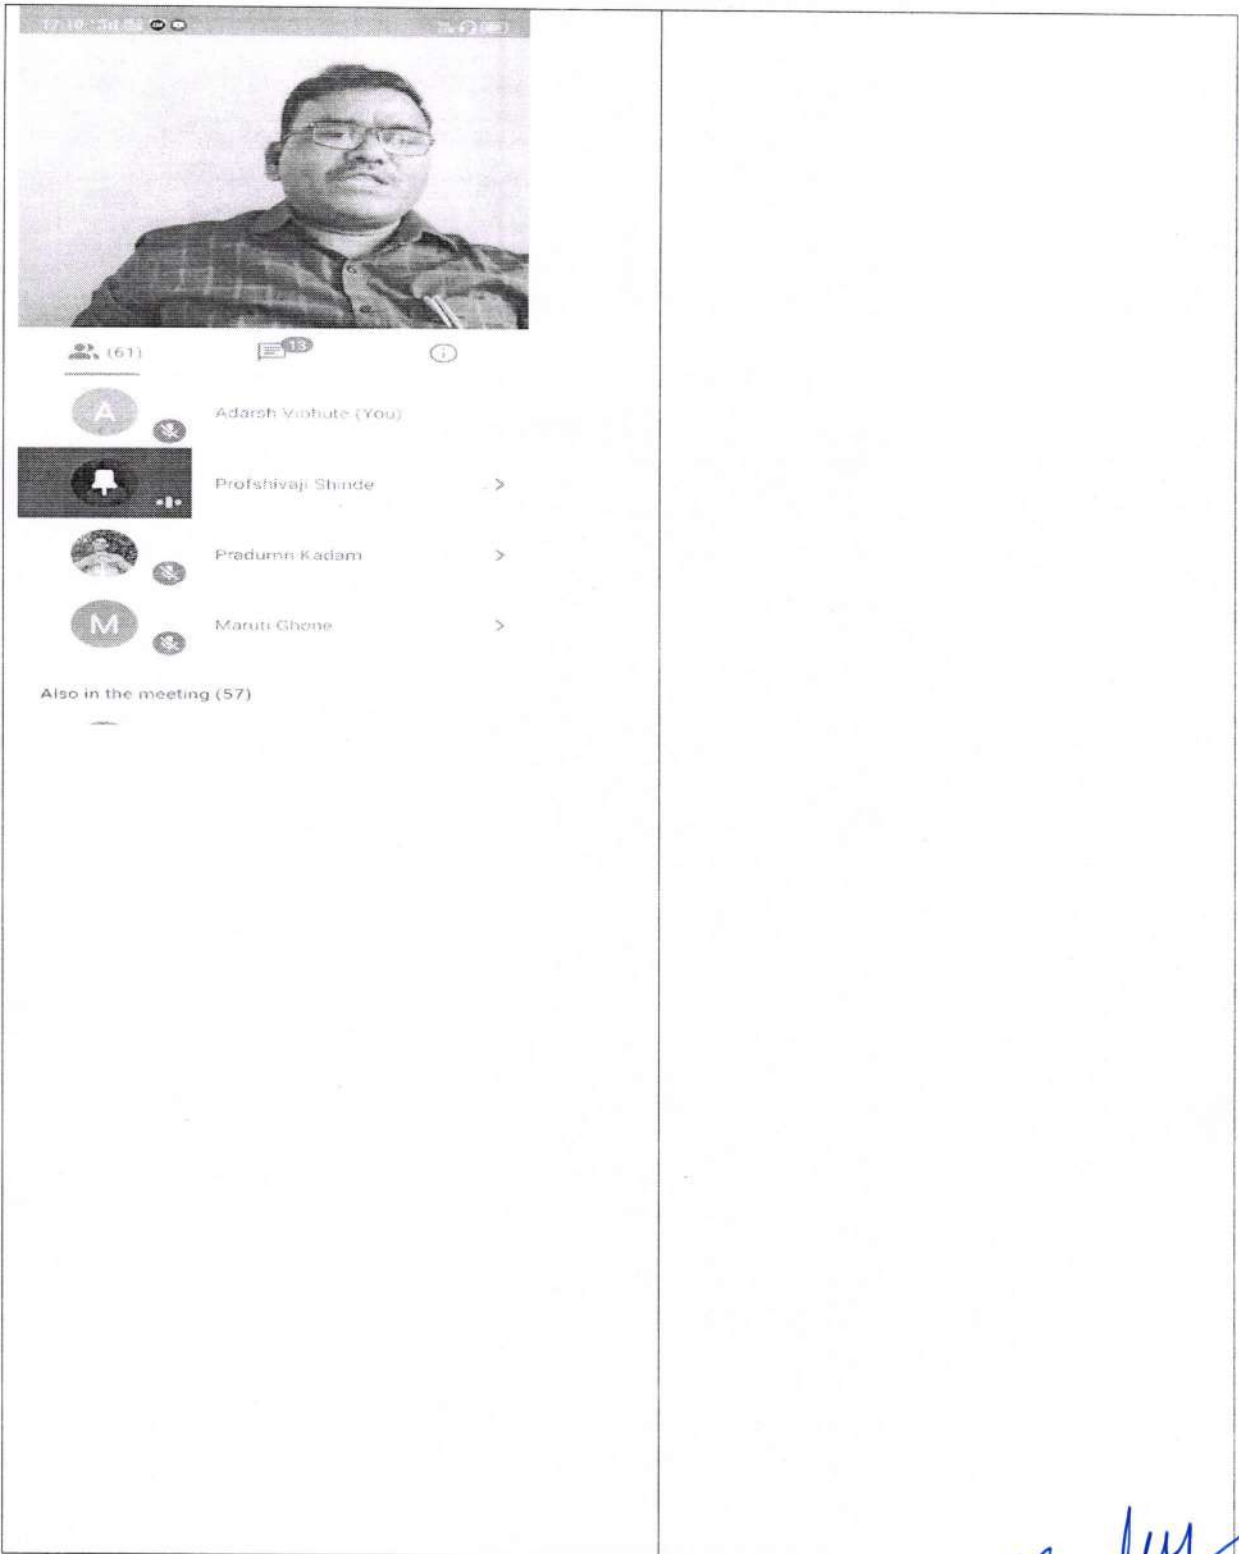 (61)
13
A
Adarsh Vibhute (You)
Profshivaji Shinde
Pradumn Kadam
M
Maruti Ghone
Also in the meeting (57)